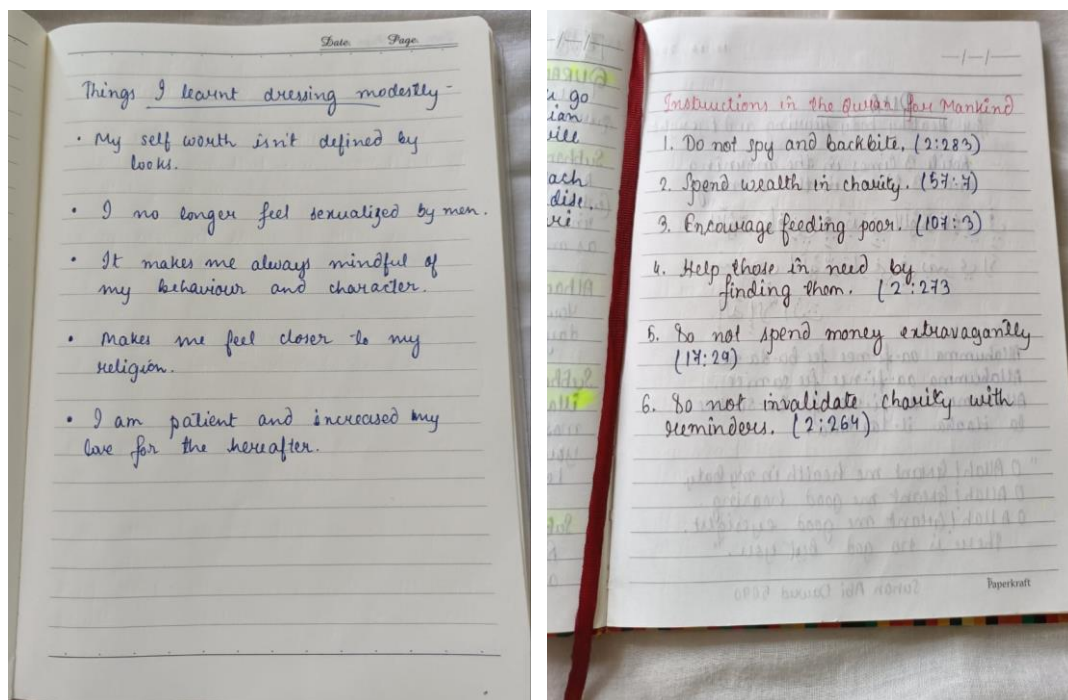 Date. Page.
Things I learnt dressing modestly -
• My self worth isn't defined by
looks.
• I no longer feel sexualized by men.
• It makes me always mindful of
my behaviour and character.
• Makes me feel closer to my
religion.
• I am patient and increased my
love for the hereafter.
go
ach
dise.
—/—/—
Instructions in the Quran for Mankind
1. Do not spy and backbite. (2:283)
2. Spend wealth in charity. (57:7)
3. Encourage feeding poor. (107:3)
4. Help those in need by
finding them. (2:273
5. Do not spend money extravagantly
(17:29)
6. Do not invalidate charity with
reminders. (2:264)
Paperkraft